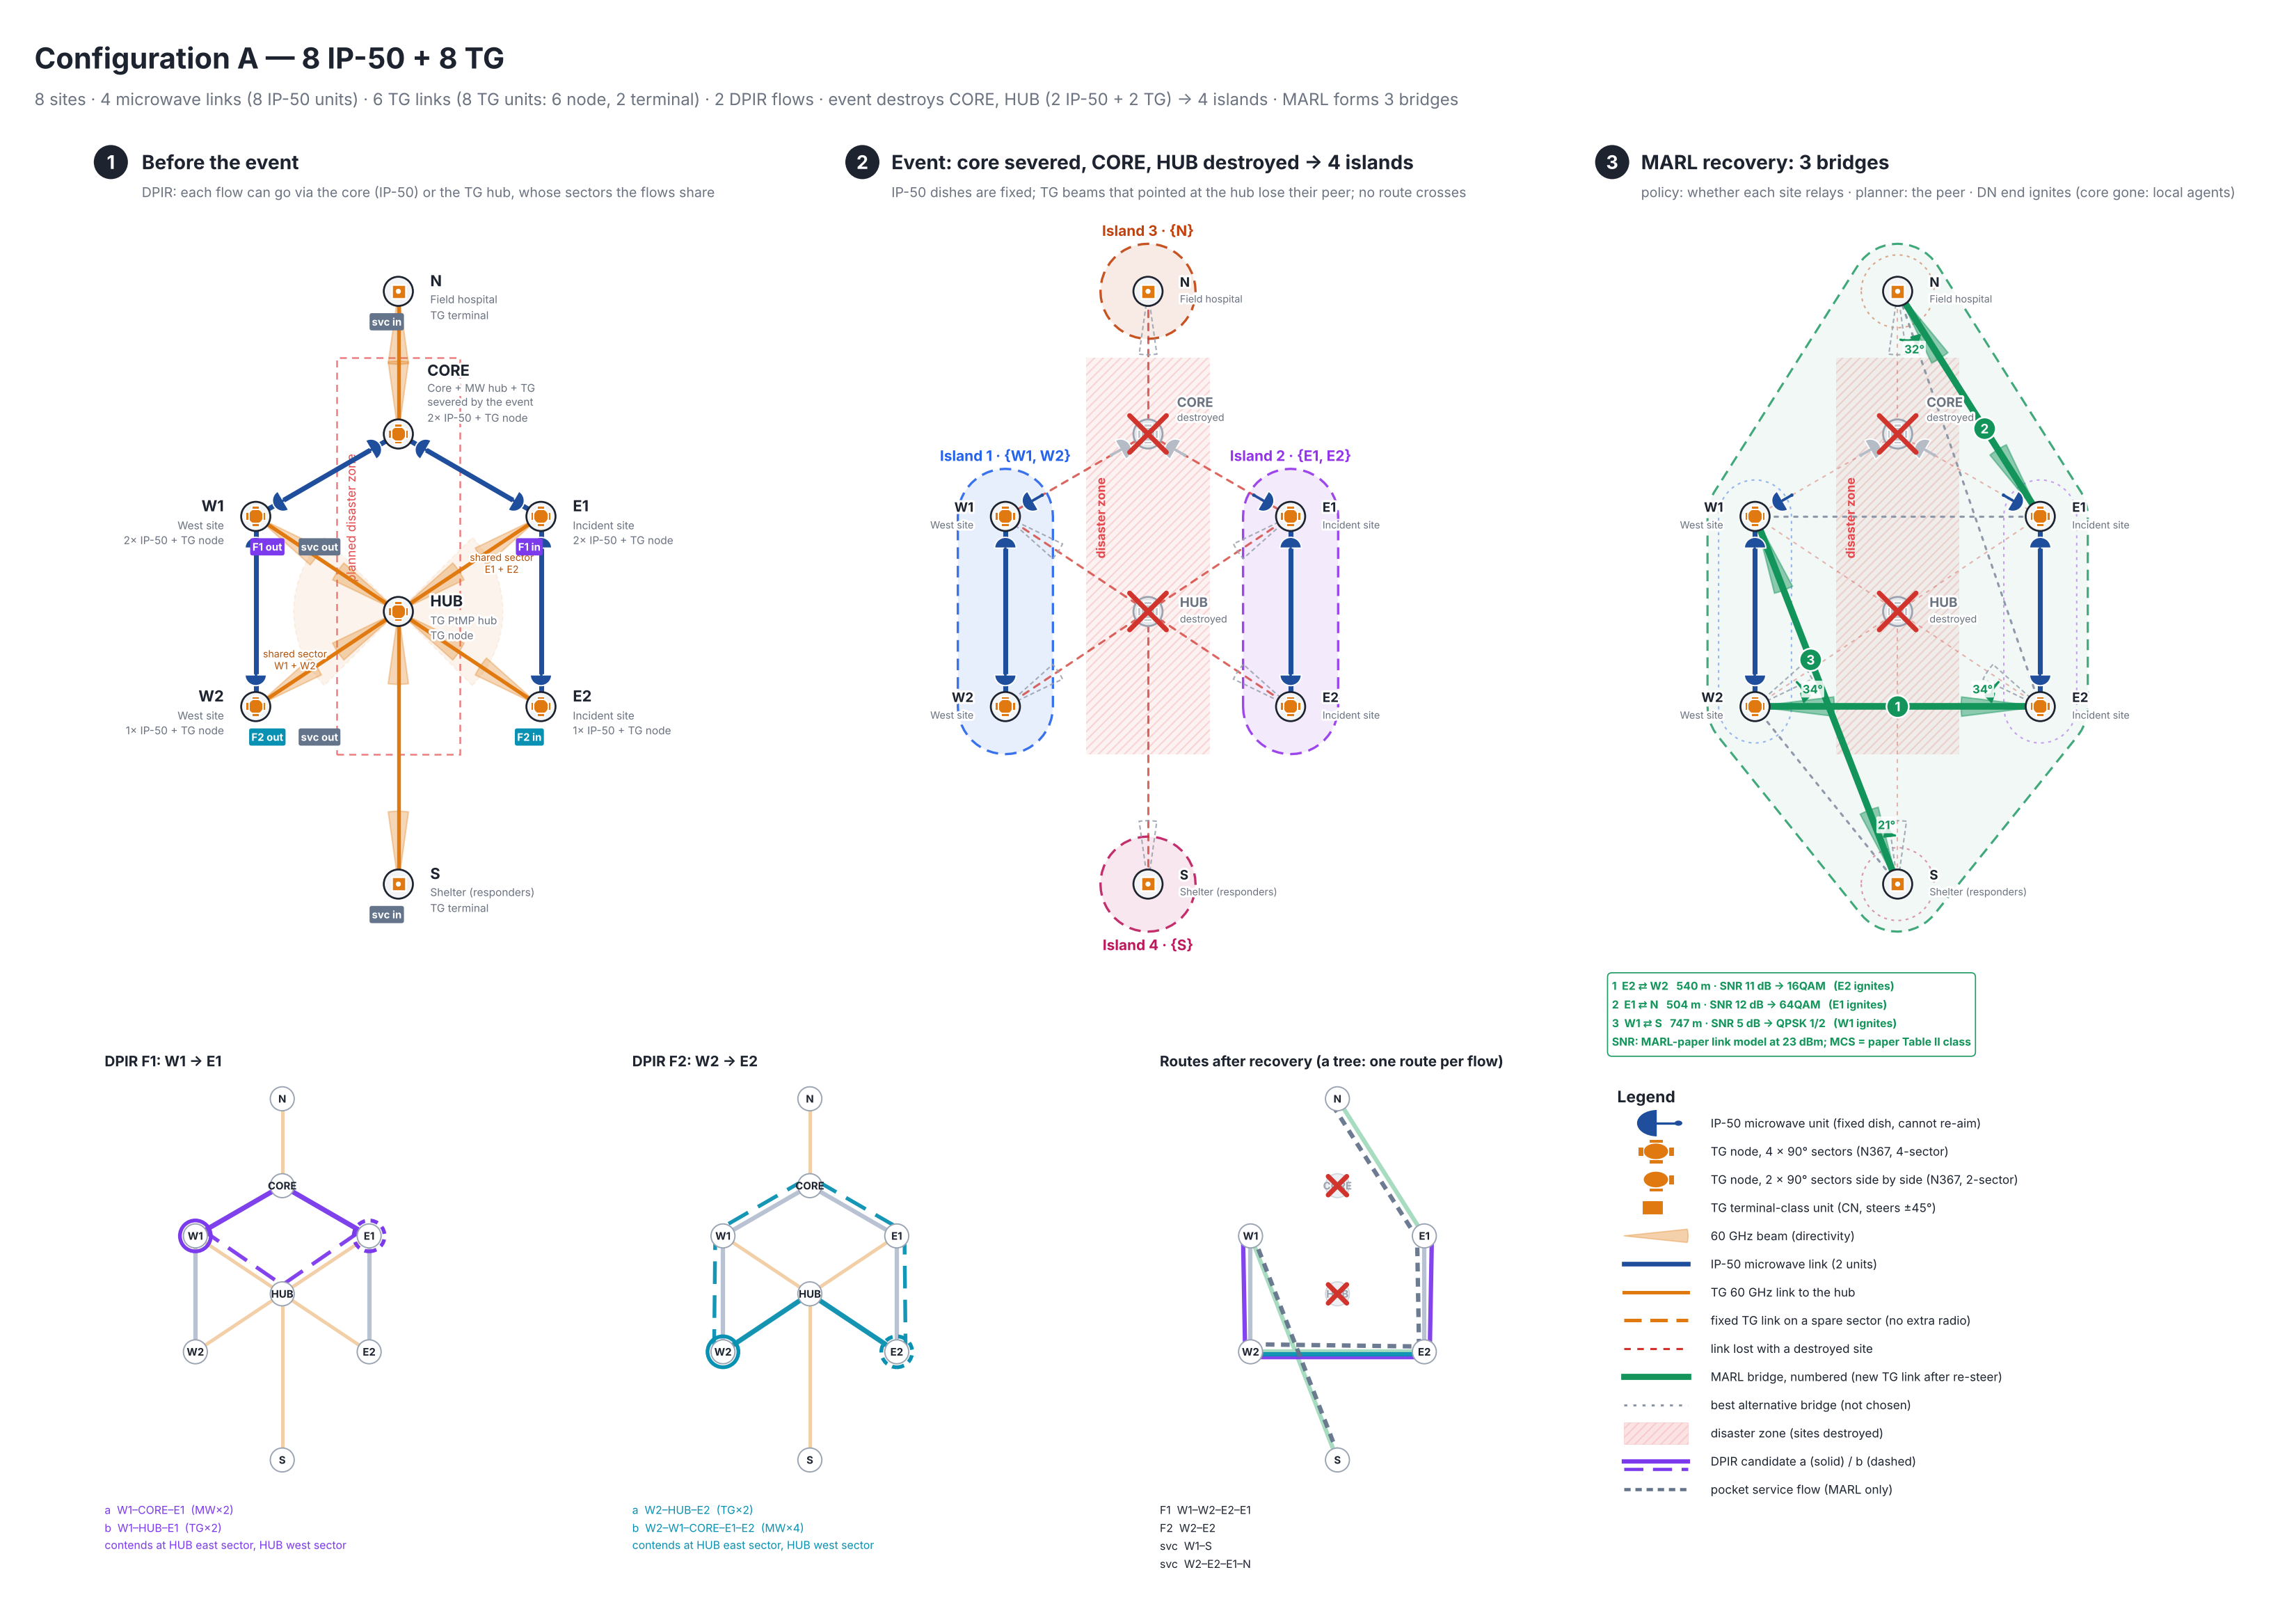 Configuration A — 8 IP-50 + 8 TG
8 sites · 4 microwave links (8 IP-50 units) · 6 TG links (8 TG units: 6 node, 2 terminal) · 2 DPIR flows · event destroys CORE, HUB (2 IP-50 + 2 TG) → 4 islands · MARL forms 3 bridges
1 Before the event
DPIR: each flow can go via the core (IP-50) or the TG hub, whose sectors the flows share
N
Field hospital
TG terminal
svc in
CORE
Core + MW hub + TG
severed by the event
2× IP-50 + TG node
planned disaster zone
W1
West site
2× IP-50 + TG node
F1 out
svc out
E1
Incident site
2× IP-50 + TG node
F1 in
shared sector
E1 + E2
HUB
TG PtMP hub
TG node
shared sector
W1 + W2
W2
West site
1× IP-50 + TG node
F2 out
svc out
E2
Incident site
1× IP-50 + TG node
F2 in
S
Shelter (responders)
TG terminal
svc in
2 Event: core severed, CORE, HUB destroyed → 4 islands
IP-50 dishes are fixed; TG beams that pointed at the hub lose their peer; no route crosses
Island 3 · {N}
N
Field hospital
CORE
destroyed
Island 1 · {W1, W2}
Island 2 · {E1, E2}
W1
West site
disaster zone
E1
Incident site
HUB
destroyed
W2
West site
E2
Incident site
S
Shelter (responders)
Island 4 · {S}
3 MARL recovery: 3 bridges
policy: whether each site relays · planner: the peer · DN end ignites (core gone: local agents)
N
Field hospital
32°
CORE
destroyed
2
W1
West site
disaster zone
E1
Incident site
HUB
destroyed
3
34°
34°
W2
West site
1
E2
Incident site
21°
S
Shelter (responders)
1 E2 ⇄ W2 540 m · SNR 11 dB → 16QAM (E2 ignites)
2 E1 ⇄ N 504 m · SNR 12 dB → 64QAM (E1 ignites)
3 W1 ⇄ S 747 m · SNR 5 dB → QPSK 1/2 (W1 ignites)
SNR: MARL-paper link model at 23 dBm; MCS = paper Table II class
DPIR F1: W1 → E1
N
CORE
W1
E1
HUB
W2
E2
S
a W1–CORE–E1 (MW×2)
b W1–HUB–E1 (TG×2)
contends at HUB east sector, HUB west sector
DPIR F2: W2 → E2
N
CORE
W1
E1
HUB
W2
E2
S
a W2–HUB–E2 (TG×2)
b W2–W1–CORE–E1–E2 (MW×4)
contends at HUB east sector, HUB west sector
Routes after recovery (a tree: one route per flow)
N
CORE
W1
E1
HUB
W2
E2
S
F1 W1–W2–E2–E1
F2 W2–E2
svc W1–S
svc W2–E2–E1–N
Legend
IP-50 microwave unit (fixed dish, cannot re-aim)
TG node, 4 × 90° sectors (N367, 4-sector)
TG node, 2 × 90° sectors side by side (N367, 2-sector)
TG terminal-class unit (CN, steers ±45°)
60 GHz beam (directivity)
IP-50 microwave link (2 units)
TG 60 GHz link to the hub
fixed TG link on a spare sector (no extra radio)
link lost with a destroyed site
MARL bridge, numbered (new TG link after re-steer)
best alternative bridge (not chosen)
disaster zone (sites destroyed)
DPIR candidate a (solid) / b (dashed)
pocket service flow (MARL only)